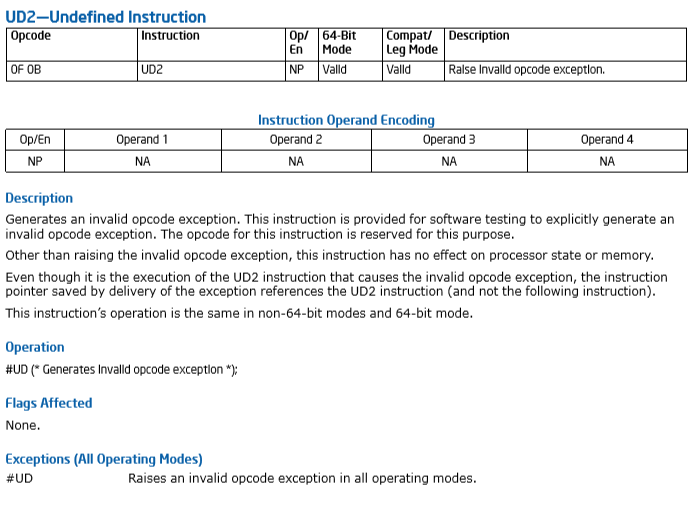 UD2—Undefined Instruction
Opcode Instruction Op/ En 64-Bit Mode Compat/ Leg Mode Description
0F 0B UD2 NP Valid Valid Raise invalid opcode exception.
Instruction Operand Encoding
Op/En Operand 1 Operand 2 Operand 3 Operand 4
NP NA NA NA NA
Description
Generates an invalid opcode exception. This instruction is provided for software testing to explicitly generate an
invalid opcode exception. The opcode for this instruction is reserved for this purpose.
Other than raising the invalid opcode exception, this instruction has no effect on processor state or memory.
Even though it is the execution of the UD2 instruction that causes the invalid opcode exception, the instruction
pointer saved by delivery of the exception references the UD2 instruction (and not the following instruction).
This instruction's operation is the same in non-64-bit modes and 64-bit mode.
Operation
#UD (* Generates invalid opcode exception *);
Flags Affected
None.
Exceptions (All Operating Modes)
#UD Raises an invalid opcode exception in all operating modes.